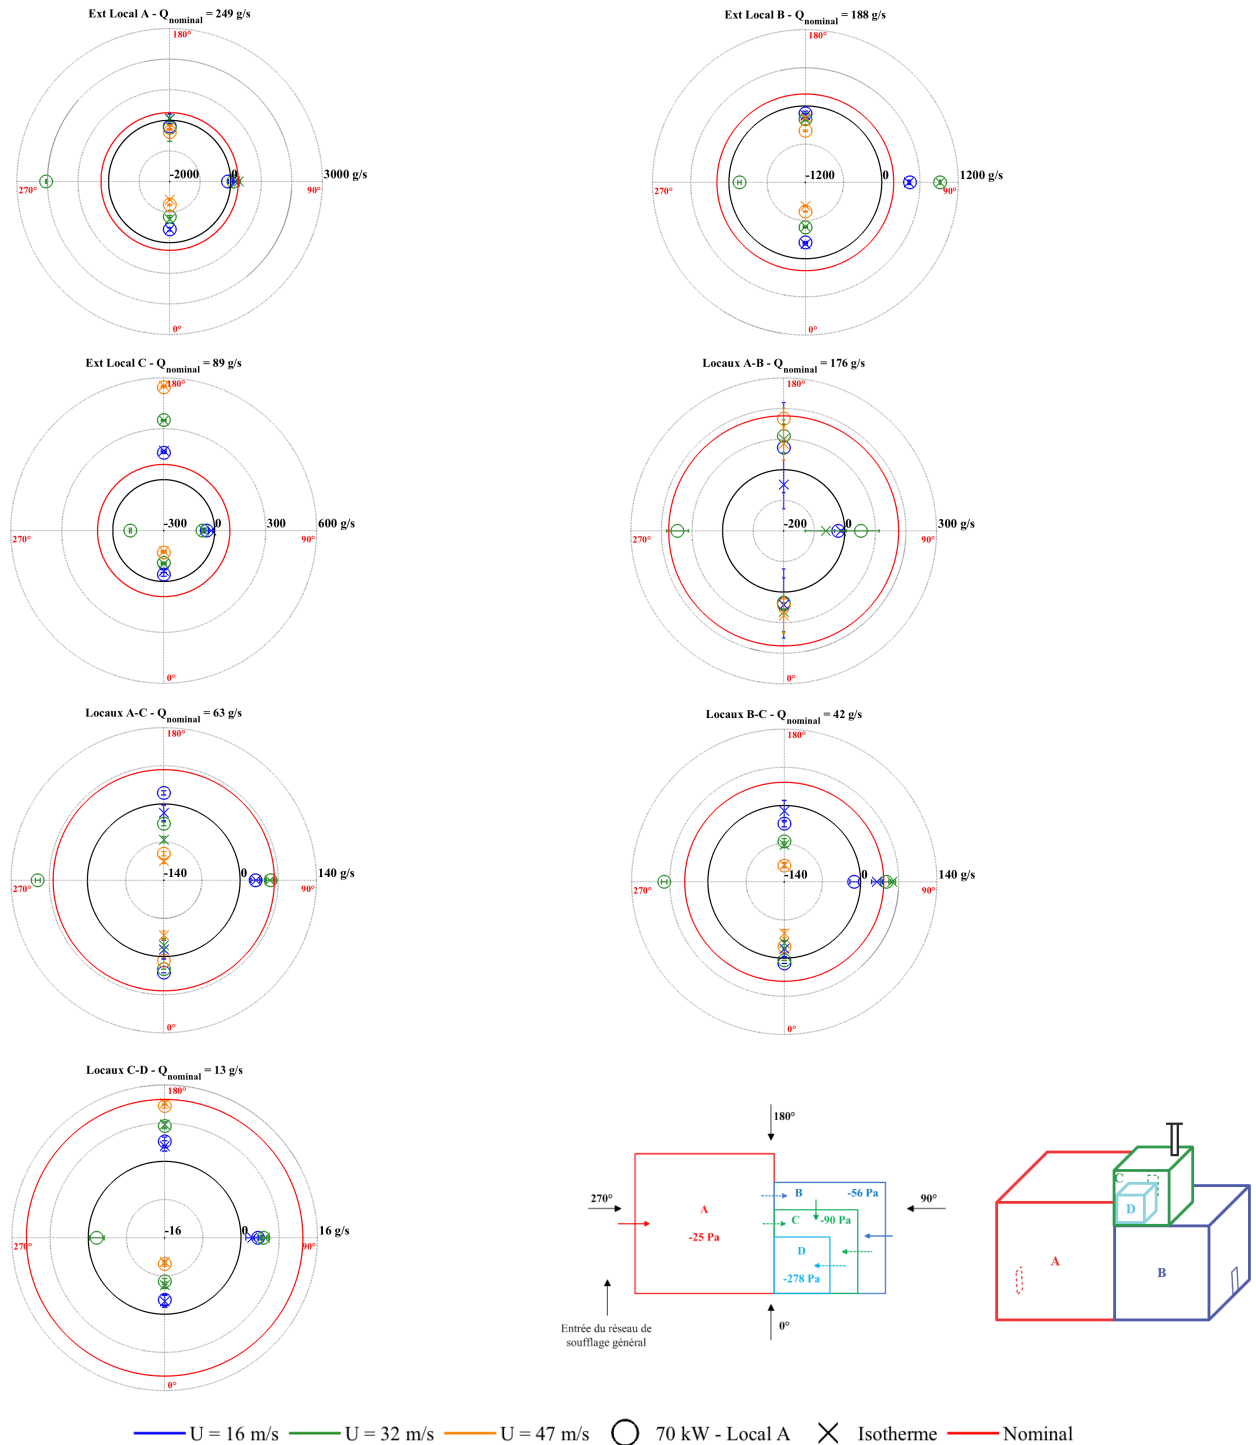 Ext Local A - Qnominal = 249 g/s
180°
-2000
0
3000 g/s
270°
90°
0°
Ext Local B - Qnominal = 188 g/s
180°
-1200
0
1200 g/s
270°
90°
0°
Ext Local C - Qnominal = 89 g/s
180°
-300
0
300
600 g/s
270°
90°
0°
Locaux A-B - Qnominal = 176 g/s
180°
-200
0
300 g/s
270°
90°
0°
Locaux A-C - Qnominal = 63 g/s
180°
-140
0
140 g/s
270°
90°
0°
Locaux B-C - Qnominal = 42 g/s
180°
-140
0
140 g/s
270°
90°
0°
Locaux C-D - Qnominal = 13 g/s
180°
-16
0
16 g/s
270°
90°
0°
180°
270°
90°
A
-25 Pa
B
-56 Pa
C
-90 Pa
D
-278 Pa
0°
Entrée du réseau de
soufflage général
C
D
A
B
U = 16 m/s
U = 32 m/s
U = 47 m/s
70 kW - Local A
Isotherme
Nominal